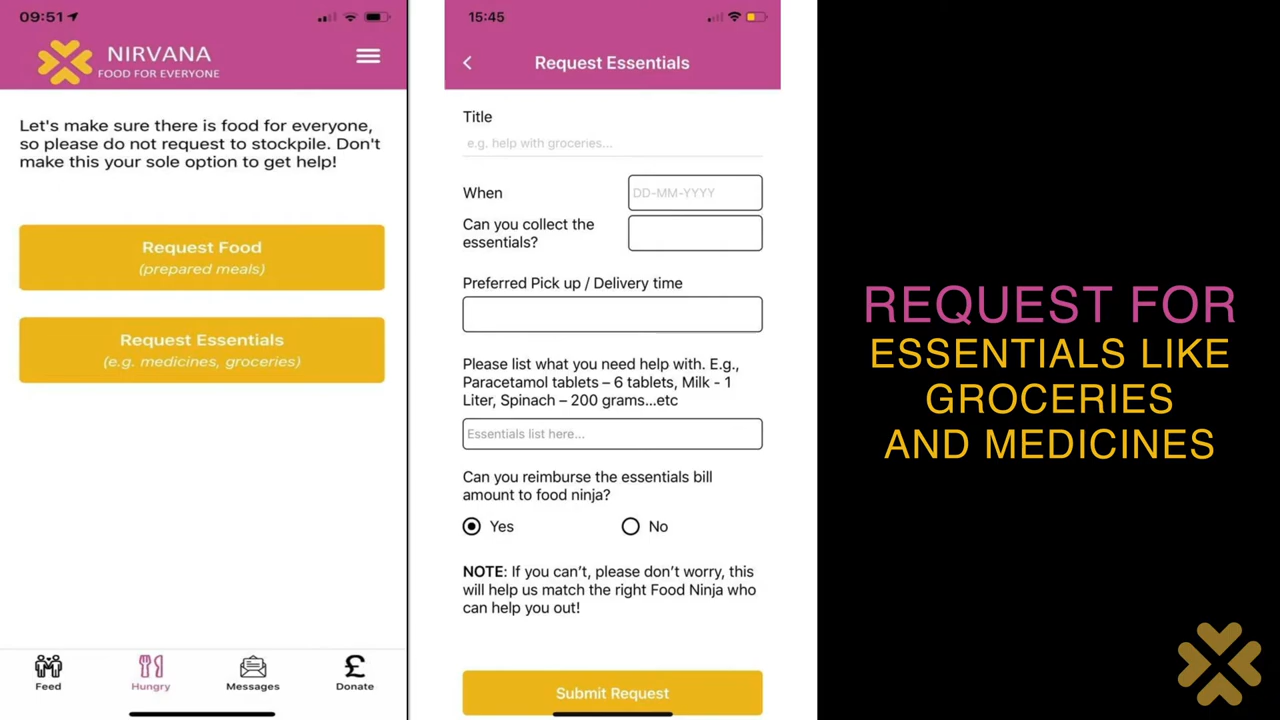 09:51
NIRVANA
FOOD FOR EVERYONE
Let's make sure there is food for everyone,
so please do not request to stockpile. Don't
make this your sole option to get help!
Request Food
(prepared meals)
Request Essentials
(e.g. medicines, groceries)
Feed
Hungry
Messages
£
Donate
15:45
Request Essentials
Title
e.g. help with groceries...
When
DD-MM-YYYY
Can you collect the
essentials?
Preferred Pick up / Delivery time
Please list what you need help with. E.g.,
Paracetamol tablets – 6 tablets, Milk - 1
Liter, Spinach – 200 grams...etc
Essentials list here...
Can you reimburse the essentials bill
amount to food ninja?
Yes
No
NOTE: If you can’t, please don’t worry, this
will help us match the right Food Ninja who
can help you out!
Submit Request
REQUEST FOR
ESSENTIALS LIKE
GROCERIES
AND MEDICINES